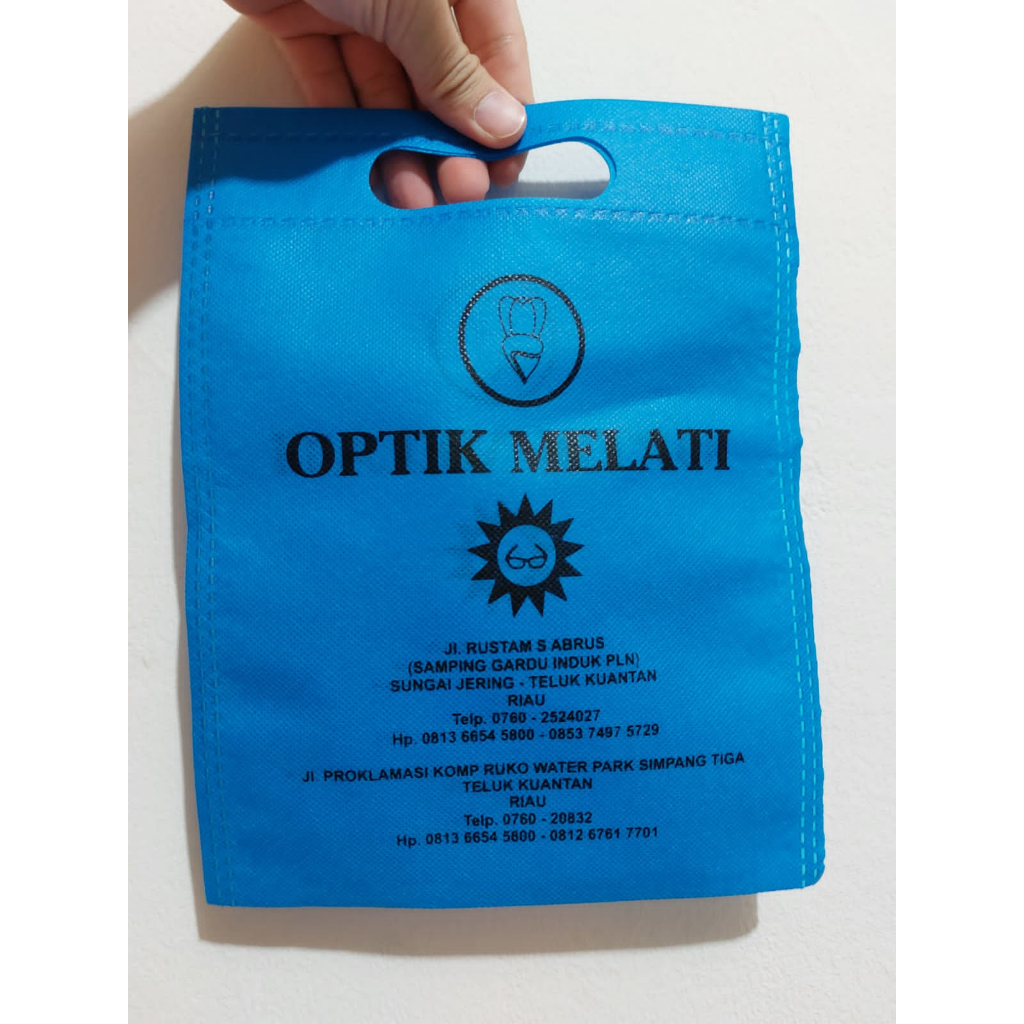 OPTIK MELATI
Jl. RUSTAM S ABRUS
(SAMPING GARDU INDUK PLN)
SUNGAI JERING - TELUK KUANTAN
RIAU
Telp. 0760 - 2524027
Hp. 0813 6654 5800 - 0853 7497 5729
Jl. PROKLAMASI KOMP RUKO WATER PARK SIMPANG TIGA
TELUK KUANTAN
RIAU
Telp. 0760 - 20832
Hp. 0813 6654 5800 - 0812 6761 7701